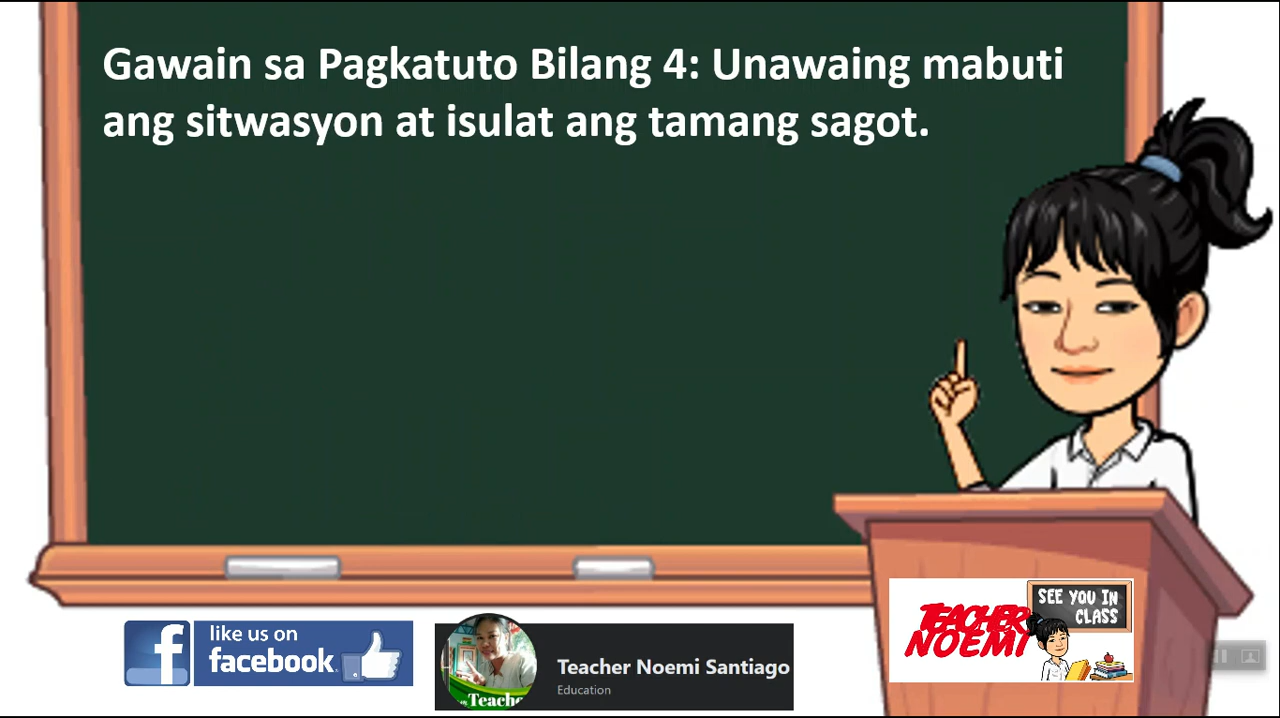 Gawain sa Pagkatuto Bilang 4: Unawaing mabuti
ang sitwasyon at isulat ang tamang sagot.
SEE YOU IN
CLASS
TEACHER
NOEMI
f
like us on
facebook.
Teacher Noemi Santiago
Education